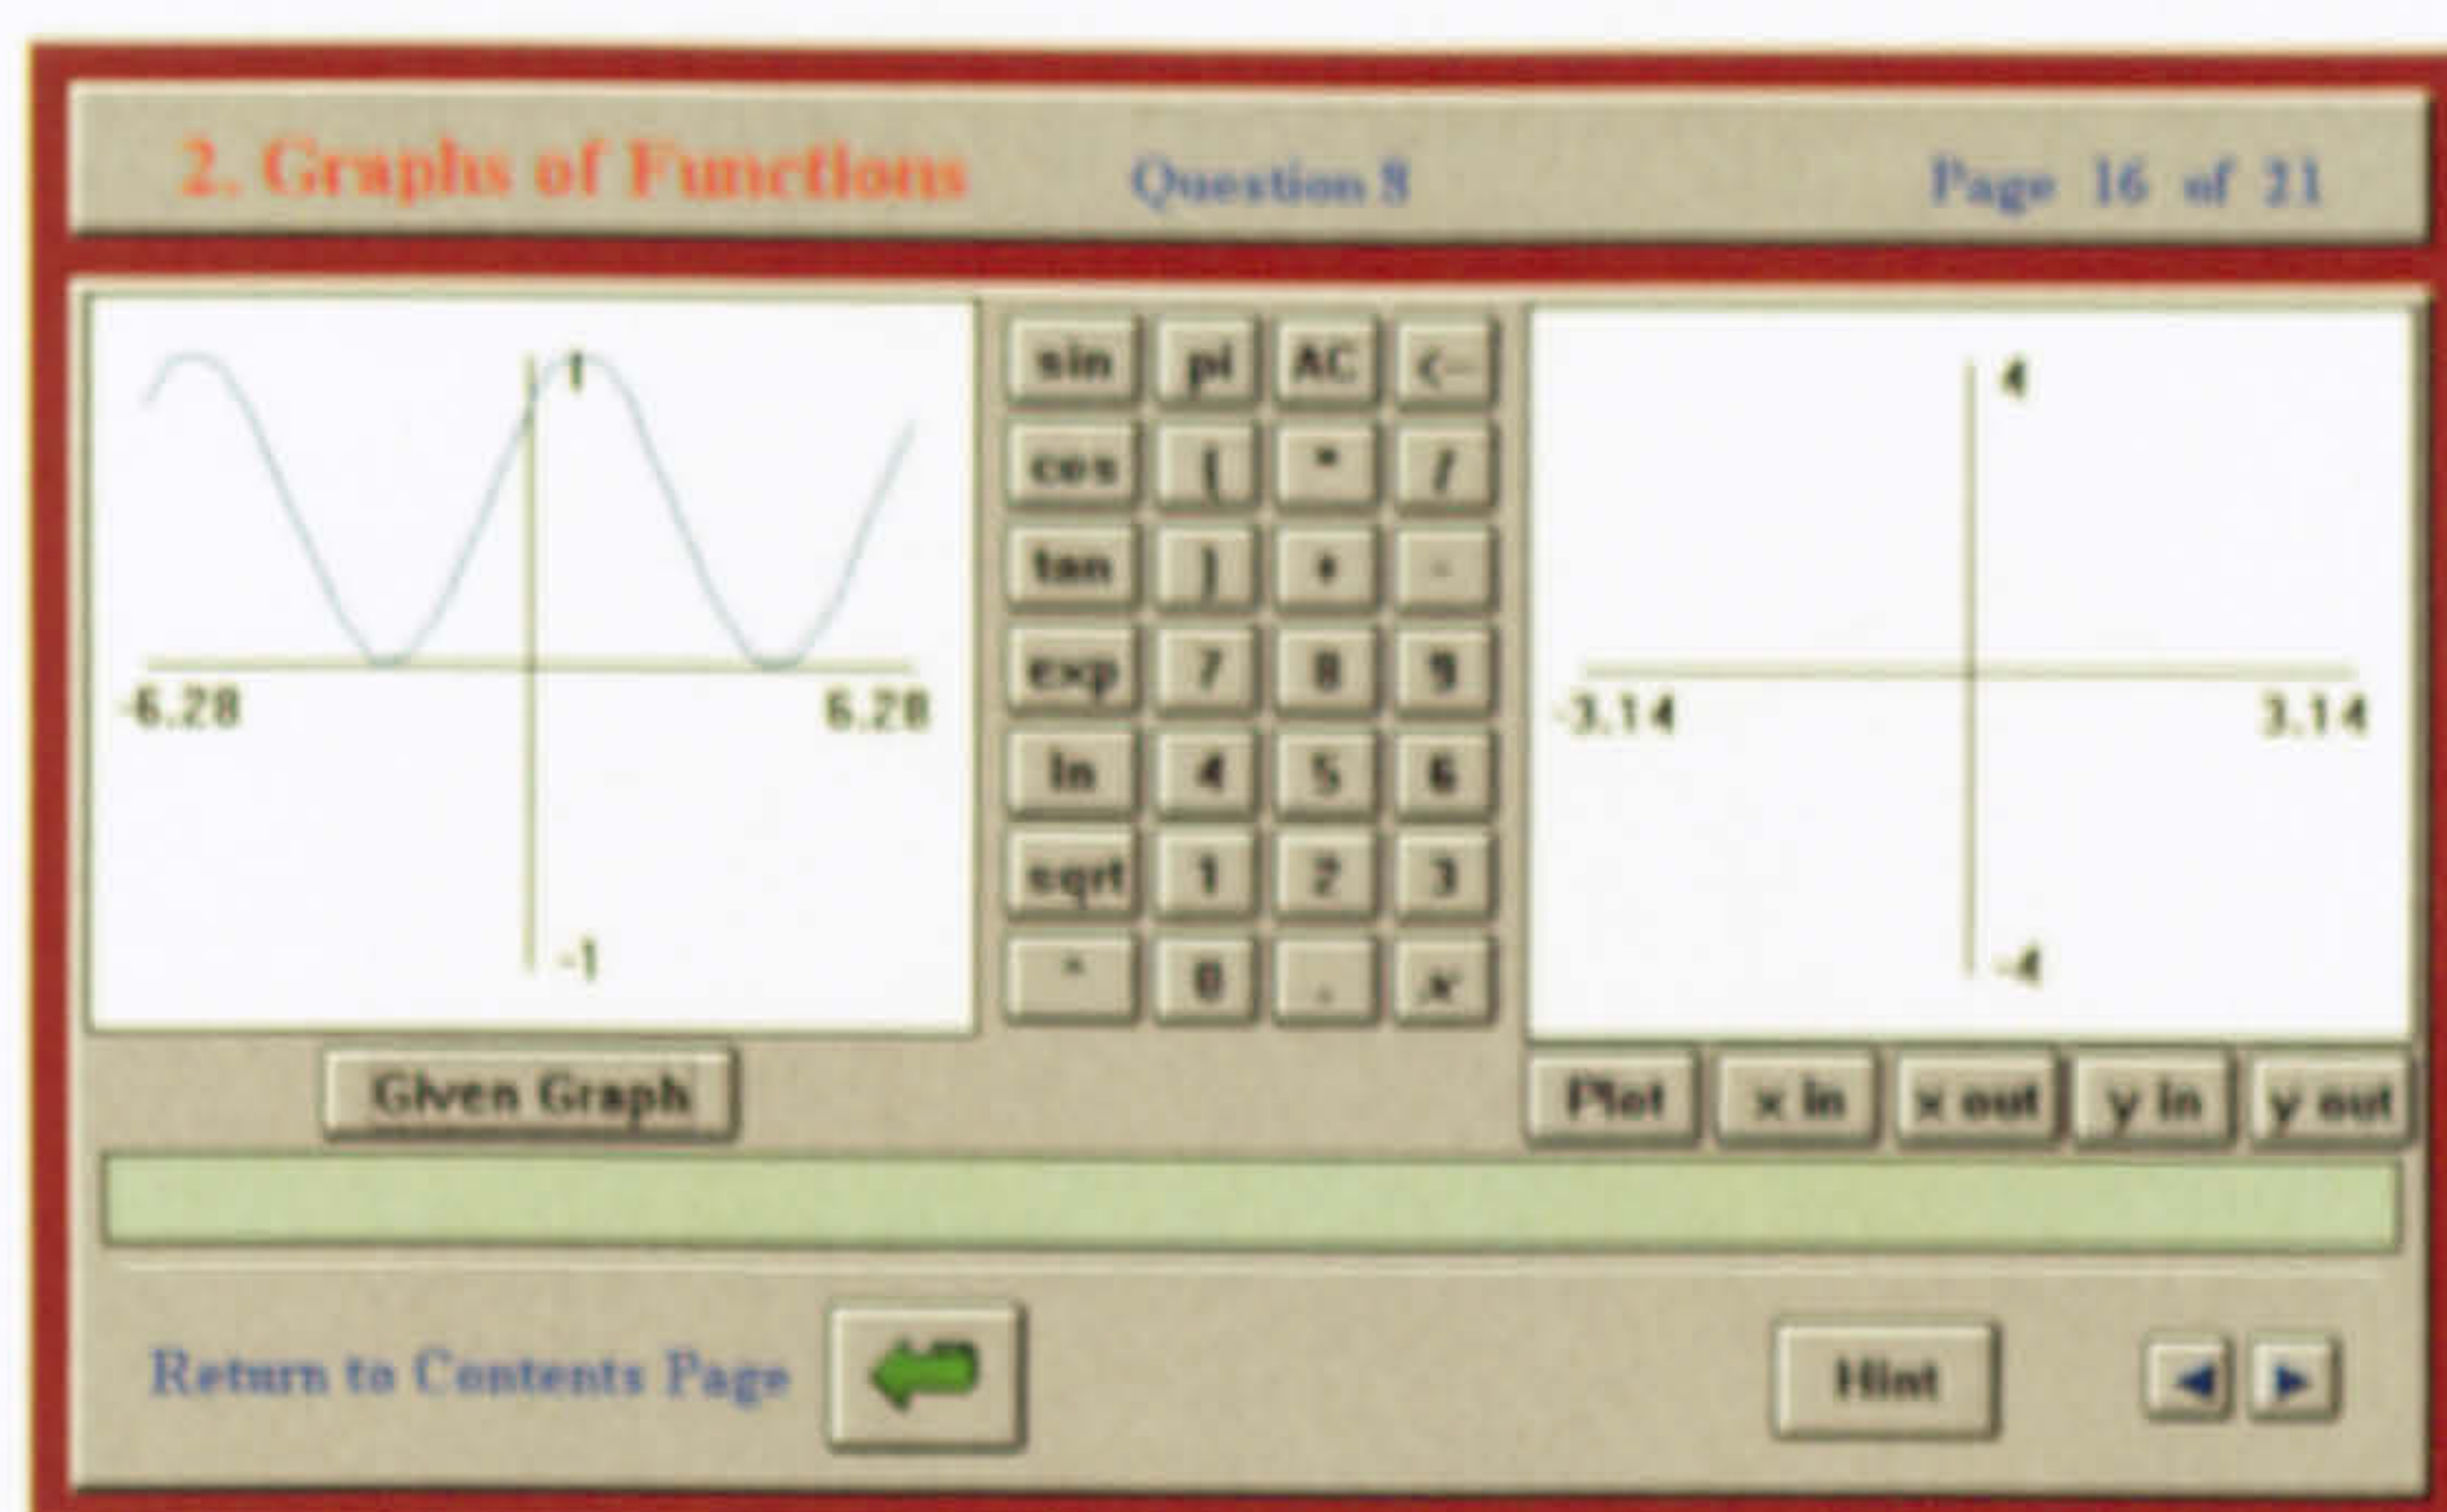 2. Graphs of Functions Question 8 Page 16 of 21
1
-6.28 6.28
-1
Given Graph
sin pi AC <--
cos ( * /
tan ) + -
exp 7 8 9
ln 4 5 6
sqrt 1 2 3
^ 0 . x
4
-3.14 3.14
-4
Plot x in x out y in y out
Return to Contents Page
Hint